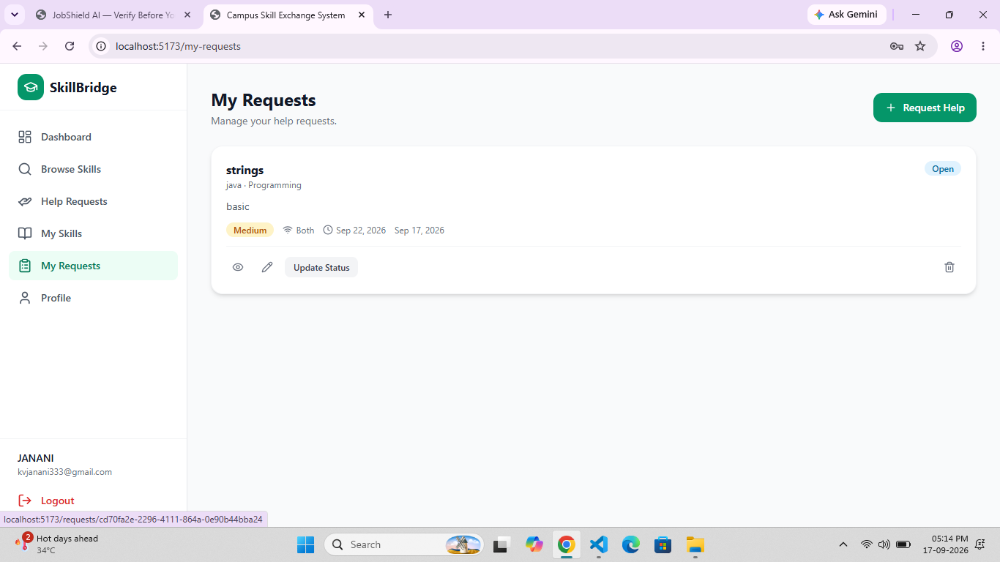 JobShield AI — Verify Before Yo
Campus Skill Exchange System
Ask Gemini
localhost:5173/my-requests
SkillBridge
Dashboard
Browse Skills
Help Requests
My Skills
My Requests
Profile
JANANI
kvjanani333@gmail.com
Logout
My Requests
Manage your help requests.
Request Help
strings
Open
java · Programming
basic
Medium Both Sep 22, 2026 Sep 17, 2026
Update Status
localhost:5173/requests/cd70fa2e-2296-4111-864a-0e90b44bba24
2
Hot days ahead
34°C
Search
05:14 PM
17-09-2026